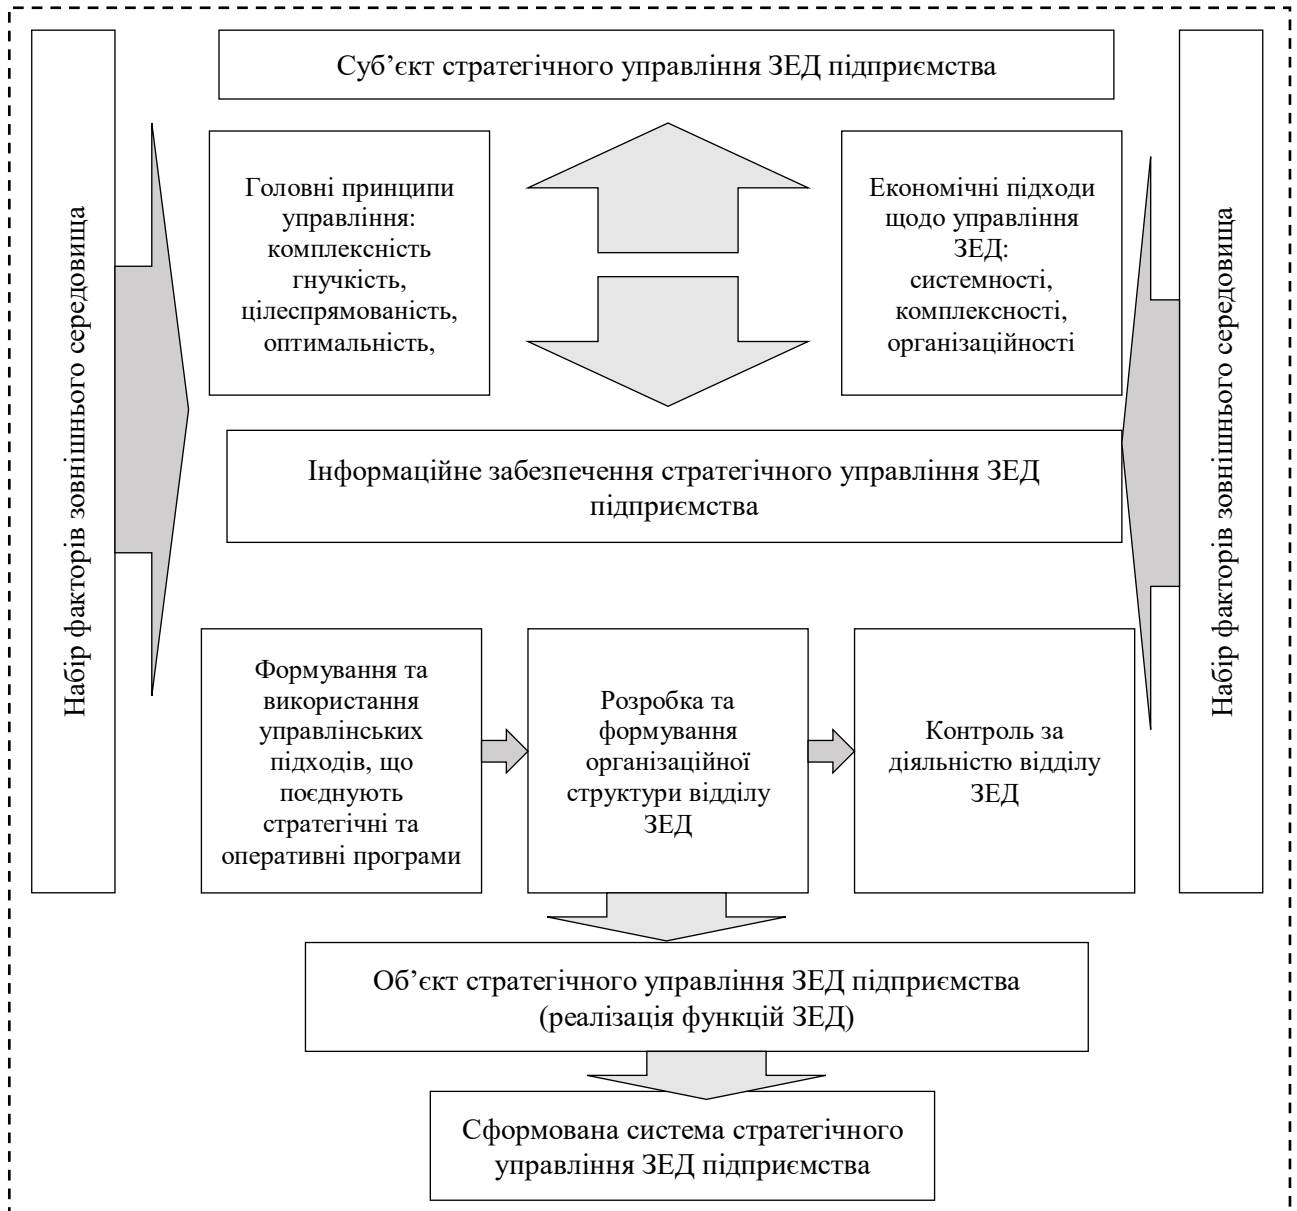 Суб’єкт стратегічного управління ЗЕД підприємства
Набір факторів зовнішнього середовища
Головні принципи
управління:
комплексність
гнучкість,
цілеспрямованість,
оптимальність,
Економічні підходи
щодо управління
ЗЕД:
системності,
комплексності,
організаційності
Набір факторів зовнішнього середовища
Інформаційне забезпечення стратегічного управління ЗЕД
підприємства
Формування та
використання
управлінських
підходів, що
поєднують
стратегічні та
оперативні програми
Розробка та
формування
організаційної
структури відділу
ЗЕД
Контроль за
діяльністю відділу
ЗЕД
Об’єкт стратегічного управління ЗЕД підприємства
(реалізація функцій ЗЕД)
Сформована система стратегічного
управління ЗЕД підприємства